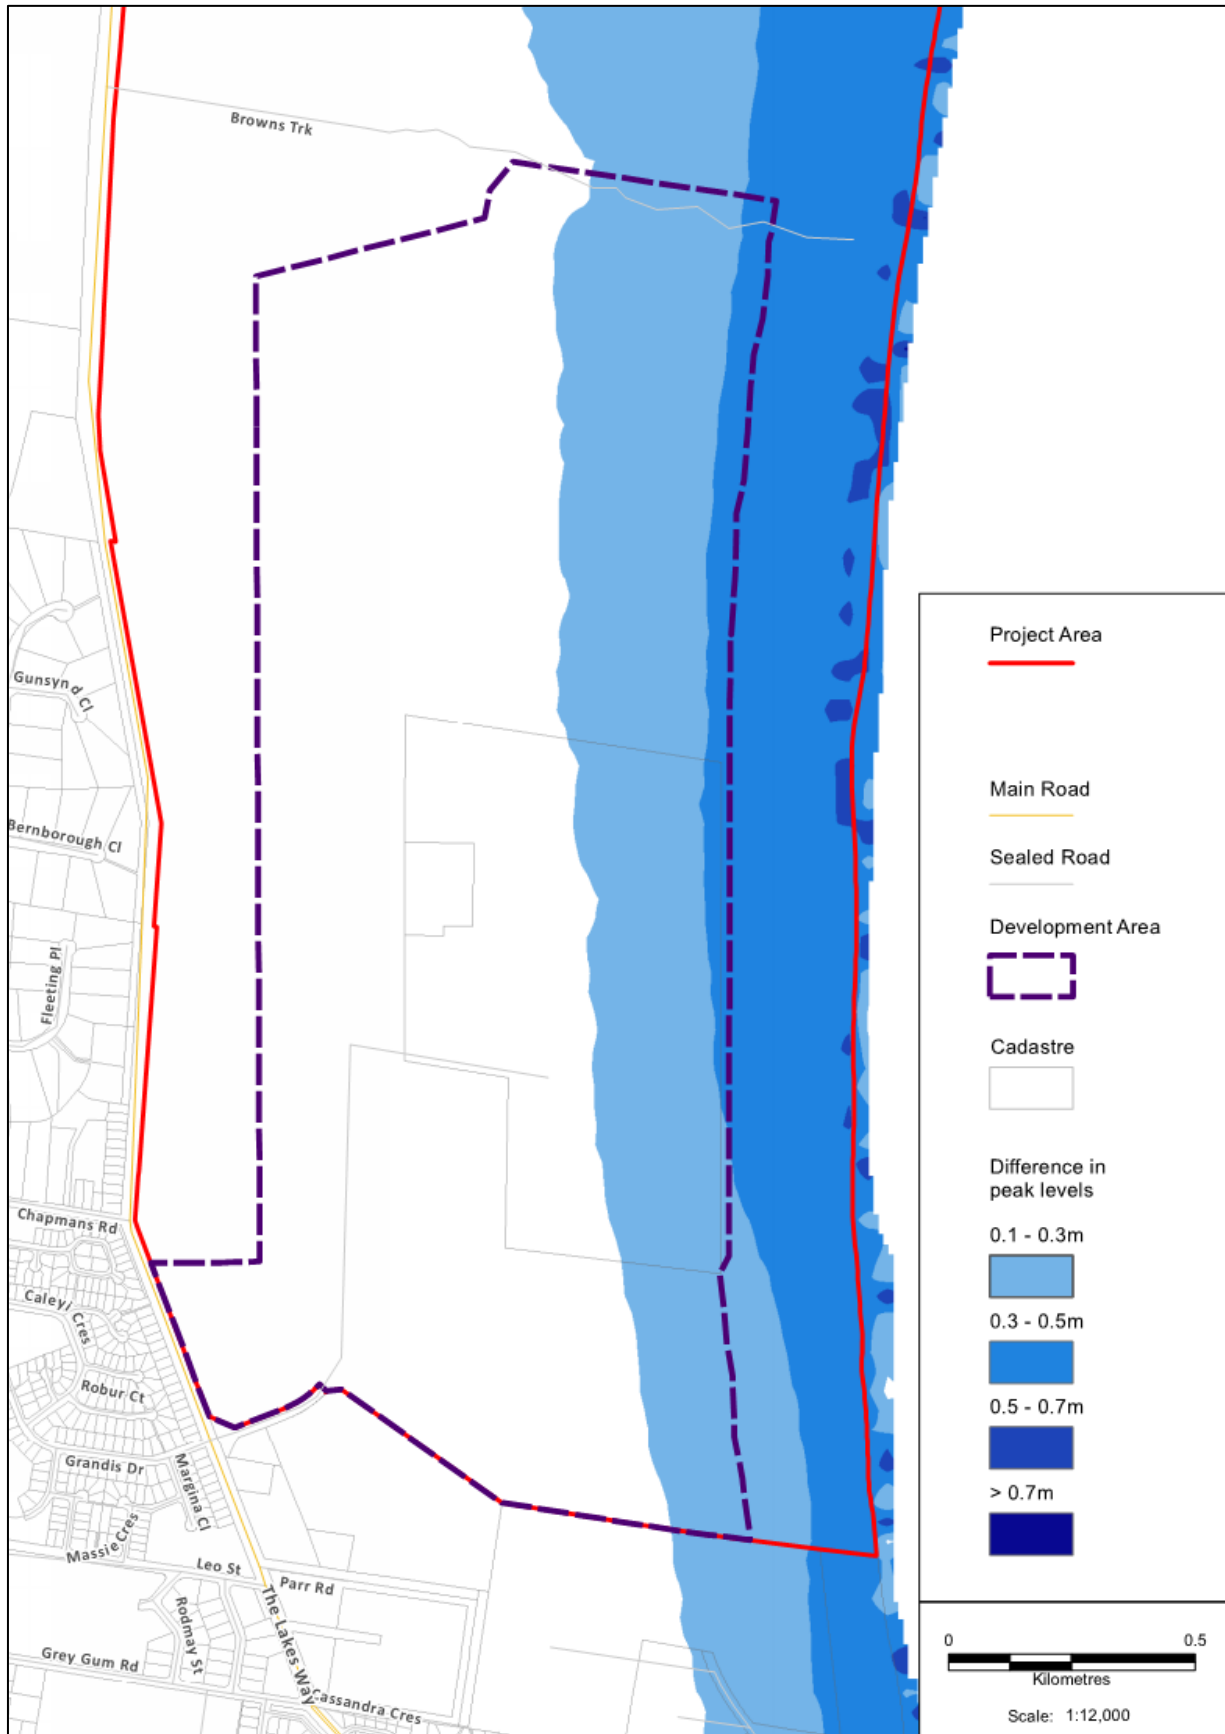 Browns Trk
Gunsynd Cl
Bernborough Cl
Fleeting Pl
Chapmans Rd
Caleyi Cres
Robur Ct
Grandis Dr
Margina Cl
Massie Cres
Leo St
Parr Rd
Rodmay St
The Lakes Way
Grey Gum Rd
Cassandra Cres
Project Area
Main Road
Sealed Road
Development Area
Cadastre
Difference in
peak levels
0.1 - 0.3m
0.3 - 0.5m
0.5 - 0.7m
> 0.7m
0 0.5
Kilometres
Scale: 1:12,000